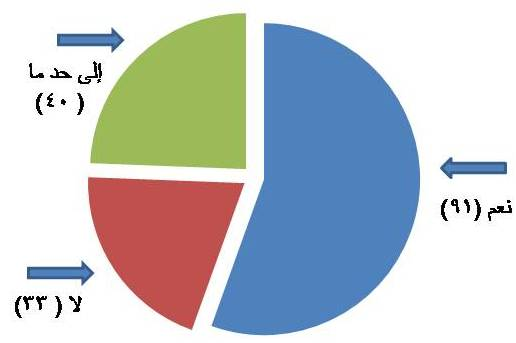 إلى حد ما
(٤٠ )
نعم (٩١)
لا ( ٣٣)